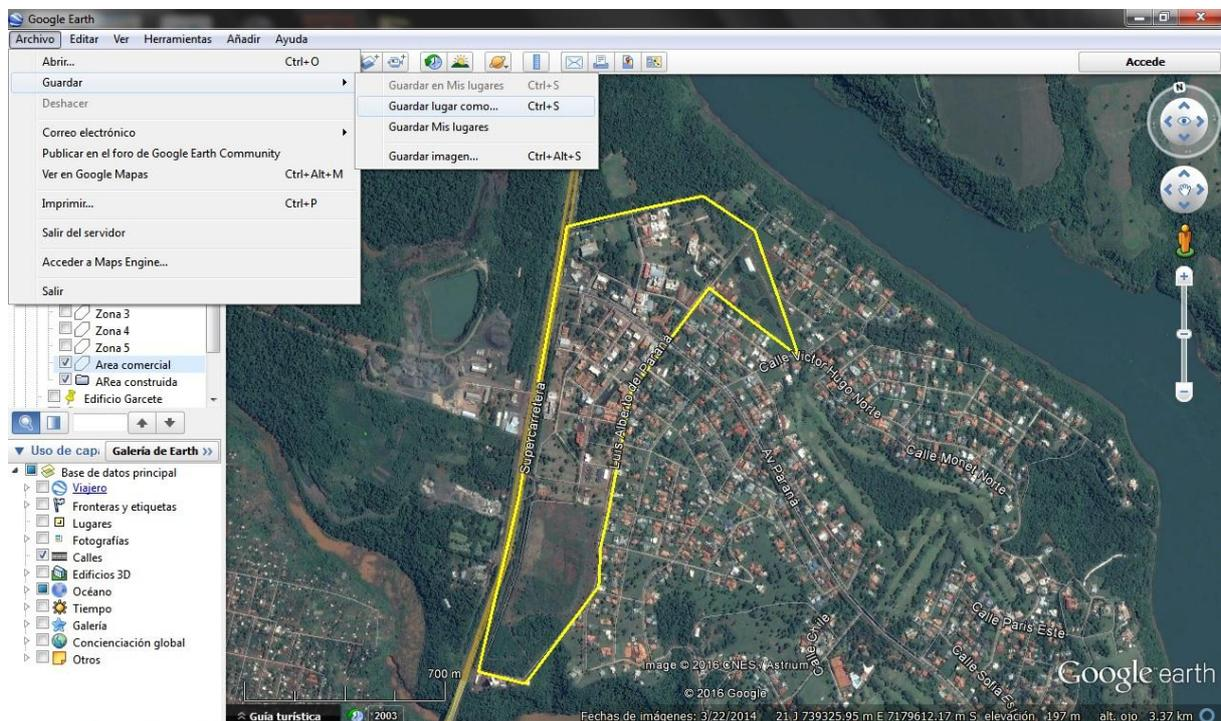 Google Earth
Archivo Editar Ver Herramientas Añadir Ayuda
Abrir... Ctrl+O
Guardar
Deshacer
Correo electrónico
Publicar en el foro de Google Earth Community
Ver en Google Mapas Ctrl+Alt+M
Imprimir... Ctrl+P
Salir del servidor
Acceder a Maps Engine...
Salir
Guardar en Mis lugares Ctrl+S
Guardar lugar como... Ctrl+S
Guardar Mis lugares
Guardar imagen... Ctrl+Alt+S
Accede
N
Zona 3
Zona 4
Zona 5
Area comercial
ARea construida
Edificio Garcete
Uso de cap. Galería de Earth >>
Base de datos principal
Viajero
Fronteras y etiquetas
Lugares
Fotografías
Calles
Edificios 3D
Océano
Tiempo
Galería
Concienciación global
Otros
Supercarretera
Luis Alberto del Parana
Calle Victor Hugo Norte
Calle Monet Norte
Av Parana
Calle Paris Este
Calle Chile
Calle Sofia Es
700 m
Image © 2016 CNES / Astrium
© 2016 Google
Google earth
Guía turística 2003 Fechas de imágenes: 3/22/2014 21 J 739325.95 m E 7179612.17 m S elevación 197 m alt. ojo 3.37 km